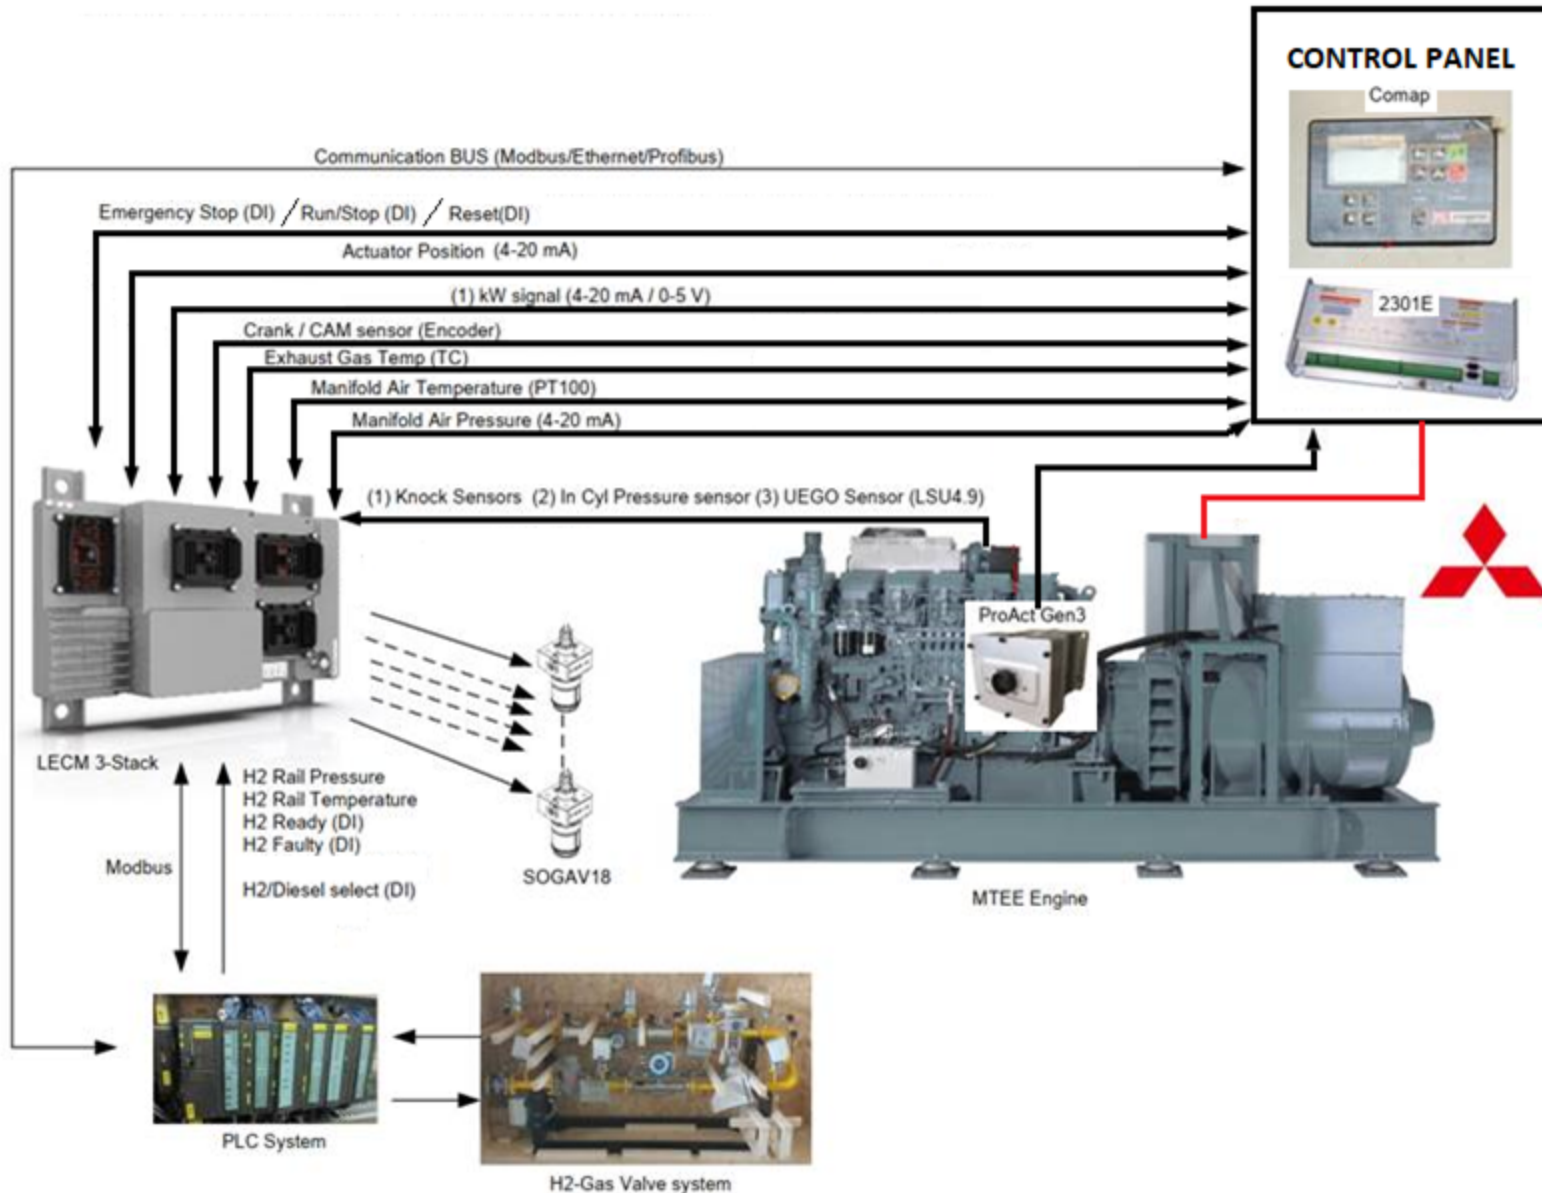 CONTROL PANEL
Comap
Communication BUS (Modbus/Ethernet/Profibus)
Emergency Stop (DI) / Run/Stop (DI) / Reset(DI)
Actuator Position (4-20 mA)
(1) kW signal (4-20 mA / 0-5 V)
2301E
Crank / CAM sensor (Encoder)
Exhaust Gas Temp (TC)
Manifold Air Temperature (PT100)
Manifold Air Pressure (4-20 mA)
(1) Knock Sensors (2) In Cyl Pressure sensor (3) UEGO Sensor (LSU4.9)
ProAct Gen3
LECM 3-Stack
H2 Rail Pressure
H2 Rail Temperature
H2 Ready (DI)
H2 Faulty (DI)
Modbus
H2/Diesel select (DI)
SOGAV18
MTEE Engine
PLC System
H2-Gas Valve system